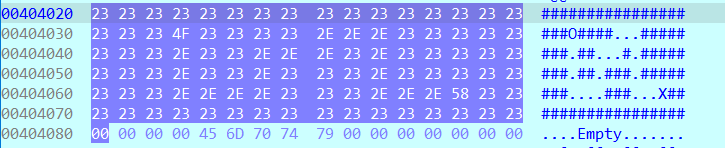 00404020 23 23 23 23 23 23 23 23 23 23 23 23 23 23 23 23 ################
00404030 23 23 23 4F 23 23 23 23 2E 2E 2E 23 23 23 23 23 ###O####...#####
00404040 23 23 23 2E 23 23 2E 2E 2E 23 2E 23 23 23 23 23 ###.##...#.#####
00404050 23 23 23 2E 23 23 2E 23 23 23 2E 23 23 23 23 23 ###.##.###.#####
00404060 23 23 23 2E 2E 2E 2E 23 23 23 2E 2E 2E 58 23 23 ###....###...X##
00404070 23 23 23 23 23 23 23 23 23 23 23 23 23 23 23 23 ################
00404080 00 00 00 00 45 6D 70 74 79 00 00 00 00 00 00 00 ....Empty.......